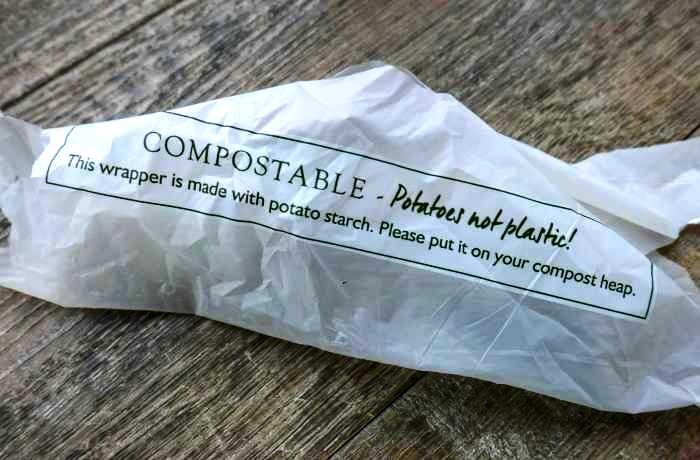 COMPOSTABLE - Potatoes not plastic!
This wrapper is made with potato starch. Please put it on your compost heap.